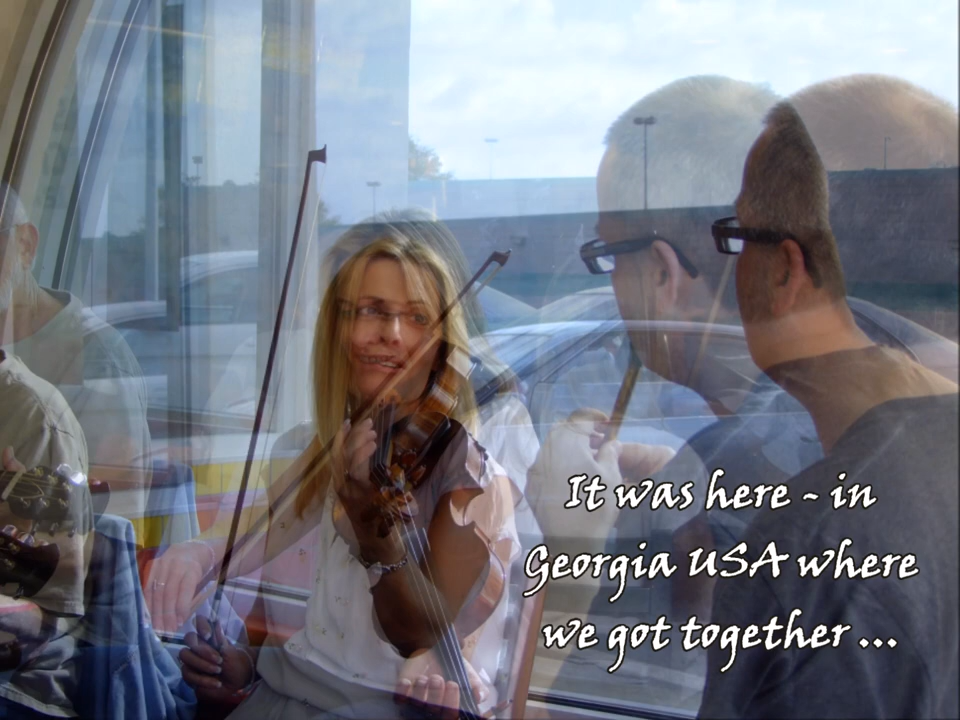 It was here - in
Georgia USA where
we got together ...